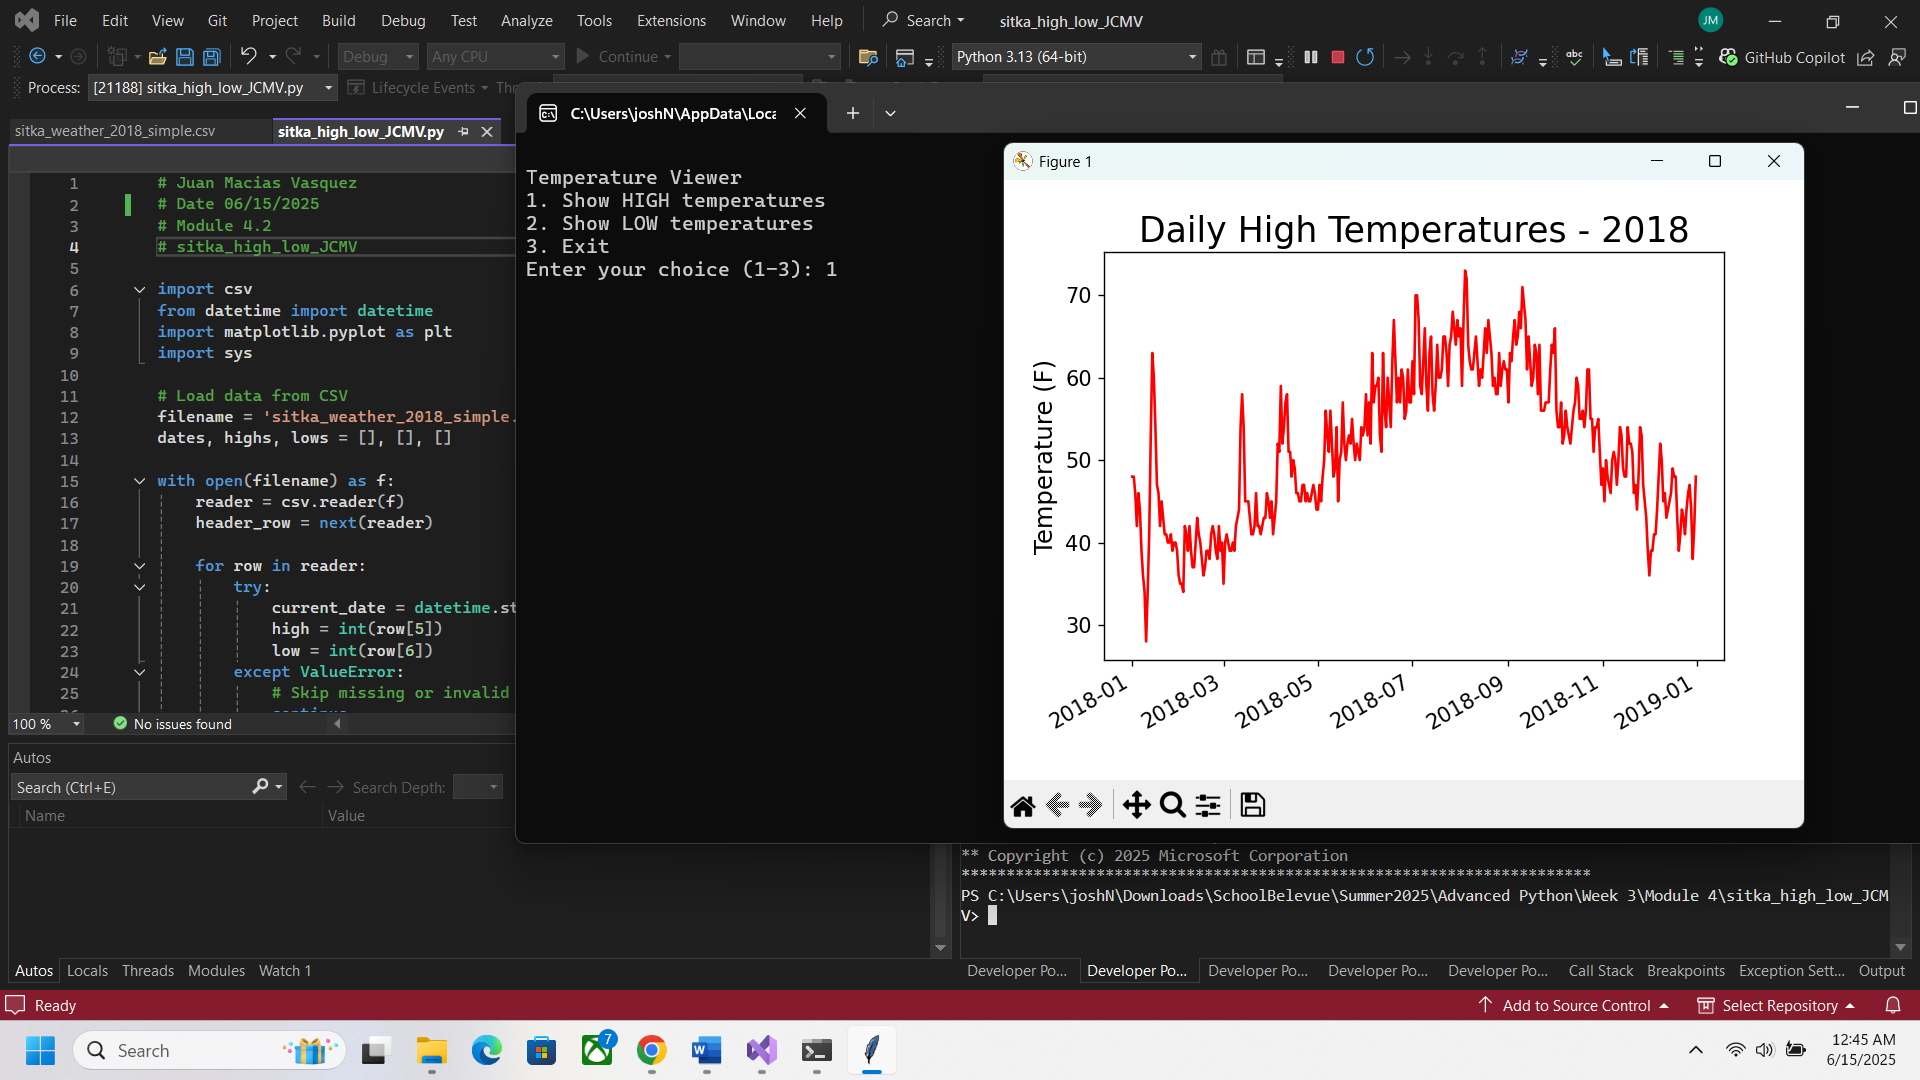 File Edit View Git Project Build Debug Test Analyze Tools Extensions Window Help Search sitka_high_low_JCMV JM
Debug Any CPU Continue Python 3.13 (64-bit) GitHub Copilot
Process: [21188] sitka_high_low_JCMV.py Lifecycle Events
sitka_weather_2018_simple.csv sitka_high_low_JCMV.py
1 # Juan Macias Vasquez
2 # Date 06/15/2025
3 # Module 4.2
4 # sitka_high_low_JCMV
5
6 import csv
7 from datetime import datetime
8 import matplotlib.pyplot as plt
9 import sys
10
11 # Load data from CSV
12 filename = 'sitka_weather_2018_simple.
13 dates, highs, lows = [], [], []
14
15 with open(filename) as f:
16 reader = csv.reader(f)
17 header_row = next(reader)
18
19 for row in reader:
20 try:
21 current_date = datetime.st
22 high = int(row[5])
23 low = int(row[6])
24 except ValueError:
25 # Skip missing or invalid
100 % No issues found
C:\Users\joshN\AppData\Loca
Temperature Viewer
1. Show HIGH temperatures
2. Show LOW temperatures
3. Exit
Enter your choice (1-3): 1
Figure 1
Daily High Temperatures - 2018
Temperature (F)
70
60
50
40
30
2018-01 2018-03 2018-05 2018-07 2018-09 2018-11 2019-01
Autos
Search (Ctrl+E) Search Depth:
Name Value
Autos Locals Threads Modules Watch 1
** Copyright (c) 2025 Microsoft Corporation
**********************************************************************
PS C:\Users\joshN\Downloads\SchoolBelevue\Summer2025\Advanced Python\Week 3\Module 4\sitka_high_low_JCM
V>
Developer Po... Developer Po... Developer Po... Developer Po... Developer Po... Call Stack Breakpoints Exception Sett... Output
Ready Add to Source Control Select Repository
Search 7 12:45 AM
6/15/2025